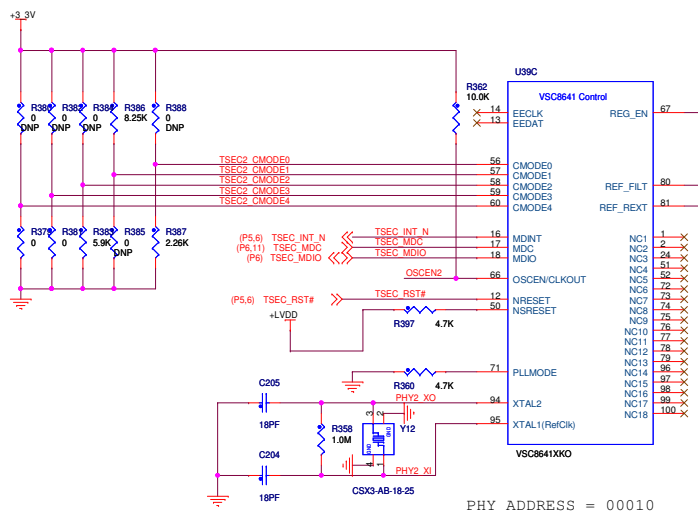 +3_3V
U39C
VSC8641 Control
R362
10.0K
R380
0
DNP
R382
0
DNP
R384
0
DNP
R386
8.25K
R388
0
DNP
14
EECLK
13
EEDAT
REG_EN
67
TSEC2_CMODE0
56
CMODE0
TSEC2_CMODE1
57
CMODE1
TSEC2_CMODE2
58
CMODE2
TSEC2_CMODE3
59
CMODE3
TSEC2_CMODE4
60
CMODE4
REF_FILT
80
REF_REXT
81
R379
0
R381
0
R383
5.9K
R385
0
DNP
R387
2.26K
(P5,6) TSEC_INT_N
TSEC_INT_N
16
MDINT
(P6,11) TSEC_MDC
TSEC_MDC
17
MDC
(P6) TSEC_MDIO
TSEC_MDIO
18
MDIO
OSCEN2
66
OSCEN/CLKOUT
(P5,6) TSEC_RST#
TSEC_RST#
12
NRESET
+LVDD
50
NSRESET
R397
4.7K
NC1
1
NC2
2
NC3
24
NC4
51
NC5
52
NC6
72
NC7
73
NC8
74
NC9
75
NC10
76
NC11
77
NC12
78
NC13
79
NC14
96
NC15
97
NC16
98
NC17
99
NC18
100
71
PLLMODE
R360
4.7K
C205
18PF
PHY2_XO
94
XTAL2
R358
1.0M
3
2
GND
GND
4
1
Y12
95
XTAL1(RefClk)
C204
18PF
PHY2_XI
CSX3-AB-18-25
VSC8641XKO
PHY ADDRESS = 00010